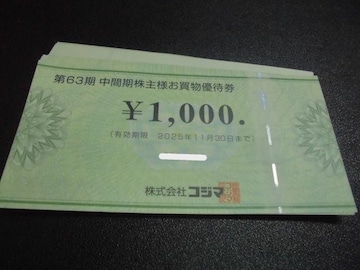 第63期 中間期株主様お買物優待券
￥1,000.
(有効期限 2025年11月30日まで)
株式会社 コジマ